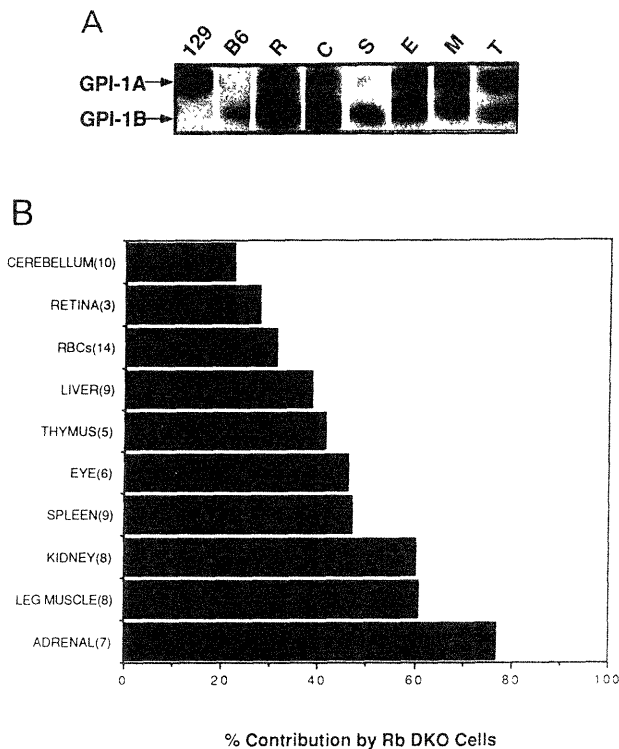 A
129 B6 R C S E M T
GPI-1A
GPI-1B
B
CEREBELLUM(10)
RETINA(3)
RBCs(14)
LIVER(9)
THYMUS(5)
EYE(6)
SPLEEN(9)
KIDNEY(8)
LEG MUSCLE(8)
ADRENAL(7)
0 20 40 60 80 100
% Contribution by Rb DKO Cells